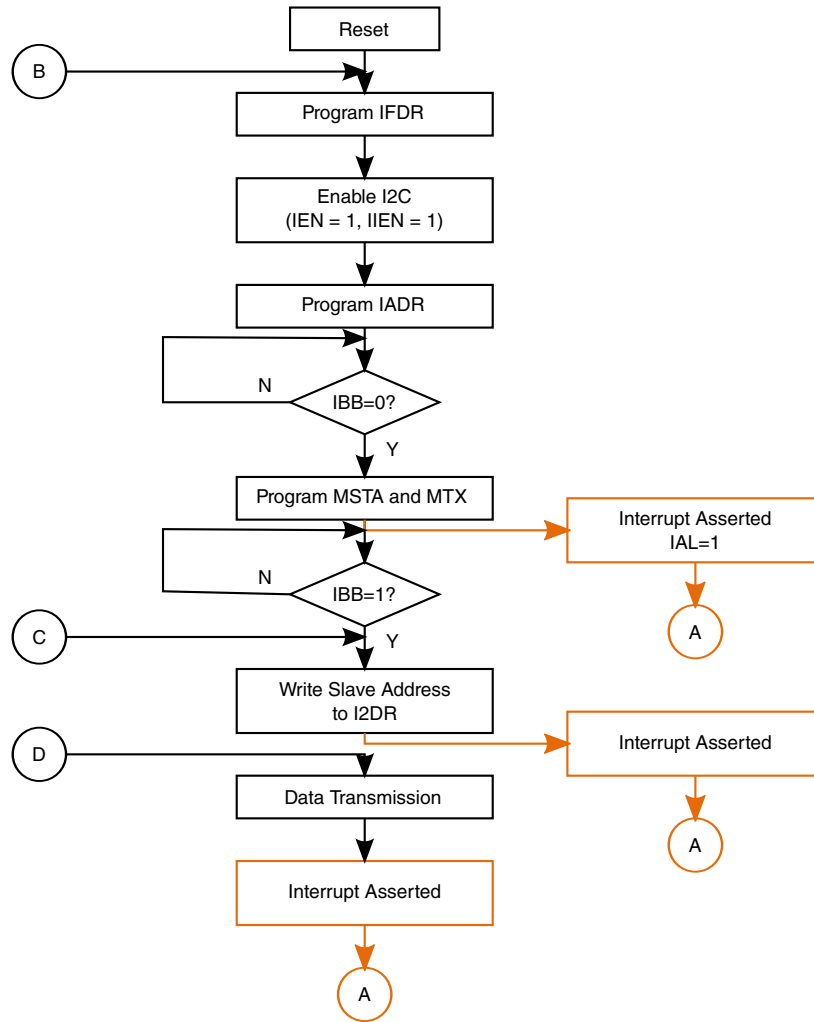 Reset
B
Program IFDR
Enable I2C
(IEN = 1, IIEN = 1)
Program IADR
N
IBB=0?
Y
Program MSTA and MTX
Interrupt Asserted
IAL=1
N
IBB=1?
A
C
Y
Write Slave Address
to I2DR
Interrupt Asserted
D
Data Transmission
A
Interrupt Asserted
A